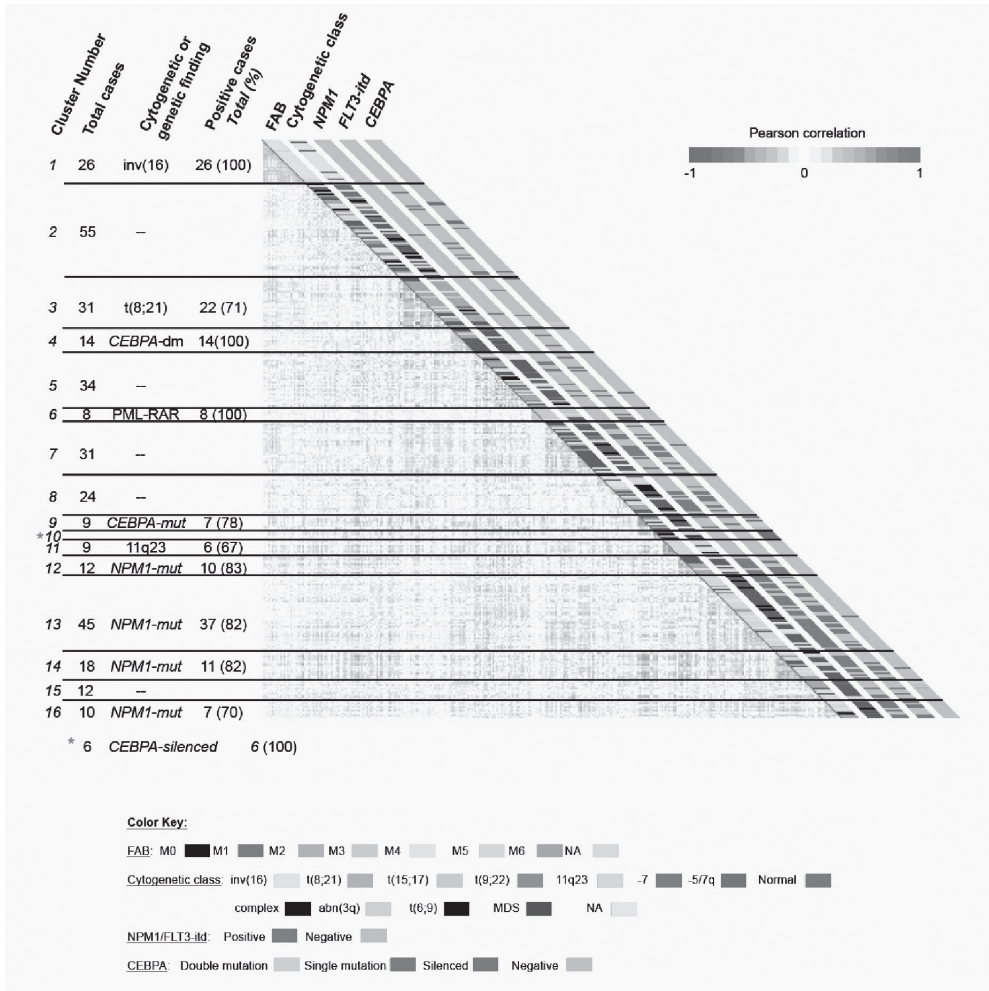 Cluster Number
Total cases
Cytogenetic or
genetic finding
Positive cases
Total (%)
FAB
Cytogenetic class
NPM1
FLT3-itd
CEBPA
Pearson correlation
-1 0 1
1 26 inv(16) 26 (100)
2 55 --
3 31 t(8;21) 22 (71)
4 14 CEBPA-dm 14(100)
5 34 --
6 8 PML-RAR 8 (100)
7 31 --
8 24 --
9 9 CEBPA-mut 7 (78)
*10
11 9 11q23 6 (67)
12 12 NPM1-mut 10 (83)
13 45 NPM1-mut 37 (82)
14 18 NPM1-mut 11 (82)
15 12 --
16 10 NPM1-mut 7 (70)
* 6 CEBPA-silenced 6 (100)
Color Key:
FAB: M0 M1 M2 M3 M4 M5 M6 NA
Cytogenetic class: inv(16) t(8;21) t(15;17) t(9;22) 11q23 -7 -5/7q Normal
complex abn(3q) t(6;9) MDS NA
NPM1/FLT3-itd: Positive Negative
CEBPA: Double mutation Single mutation Silenced Negative